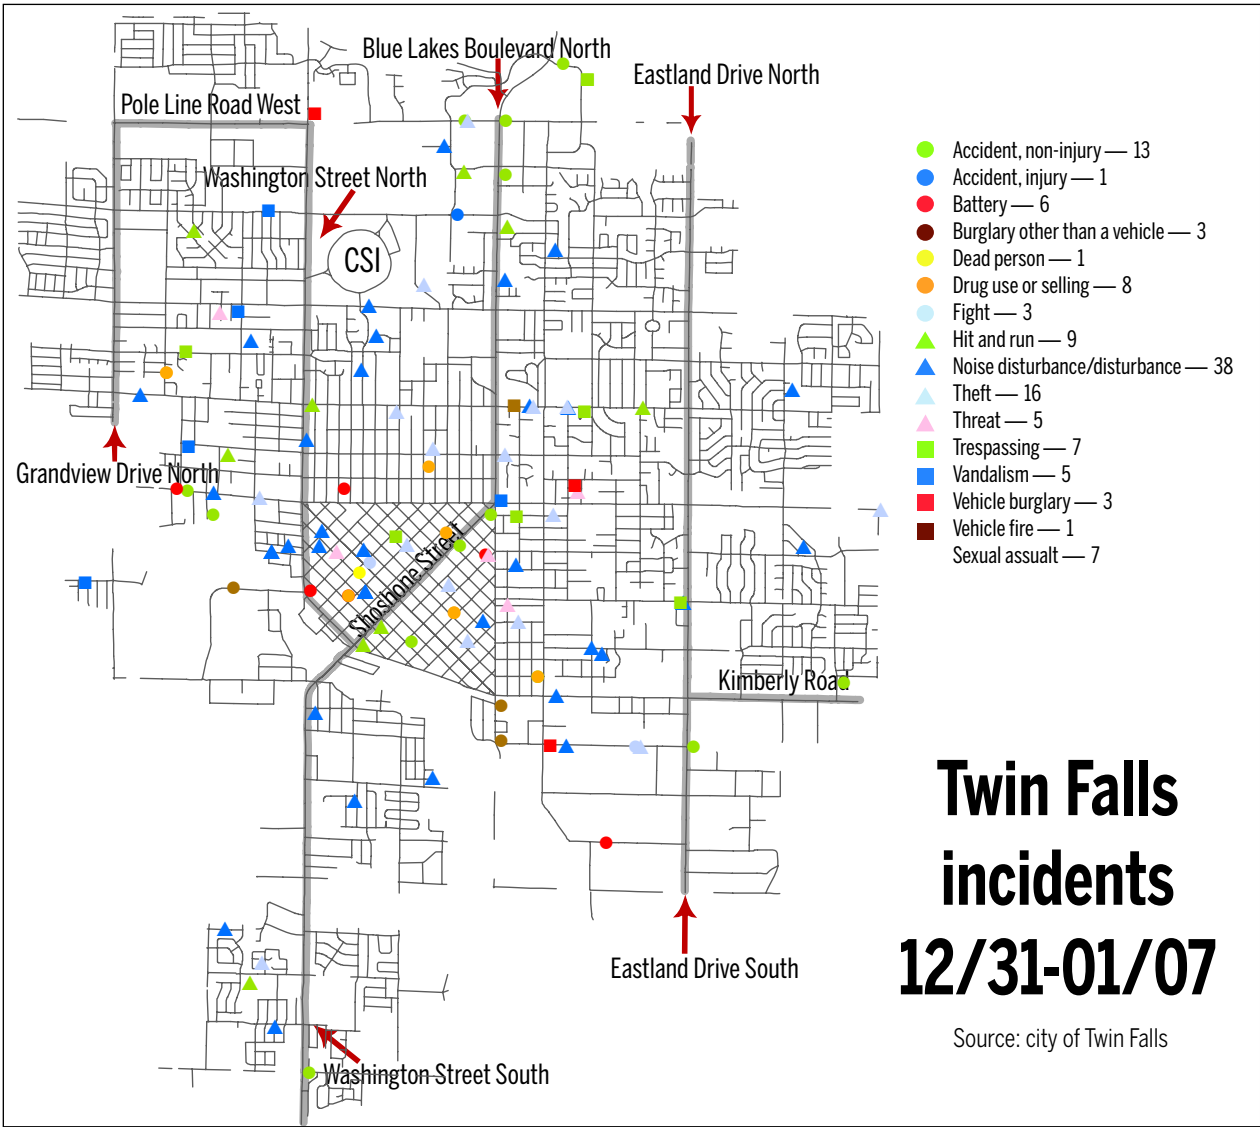 Blue Lakes Boulevard North
Eastland Drive North
Pole Line Road West
Washington Street North
CSI
Grandview Drive North
Shoshone Street
Kimberly Road
Eastland Drive South
Washington Street South
Accident, non-injury — 13
Accident, injury — 1
Battery — 6
Burglary other than a vehicle — 3
Dead person — 1
Drug use or selling — 8
Fight — 3
Hit and run — 9
Noise disturbance/disturbance — 38
Theft — 16
Threat — 5
Trespassing — 7
Vandalism — 5
Vehicle burglary — 3
Vehicle fire — 1
Sexual assualt — 7
Twin Falls
incidents
12/31-01/07
Source: city of Twin Falls